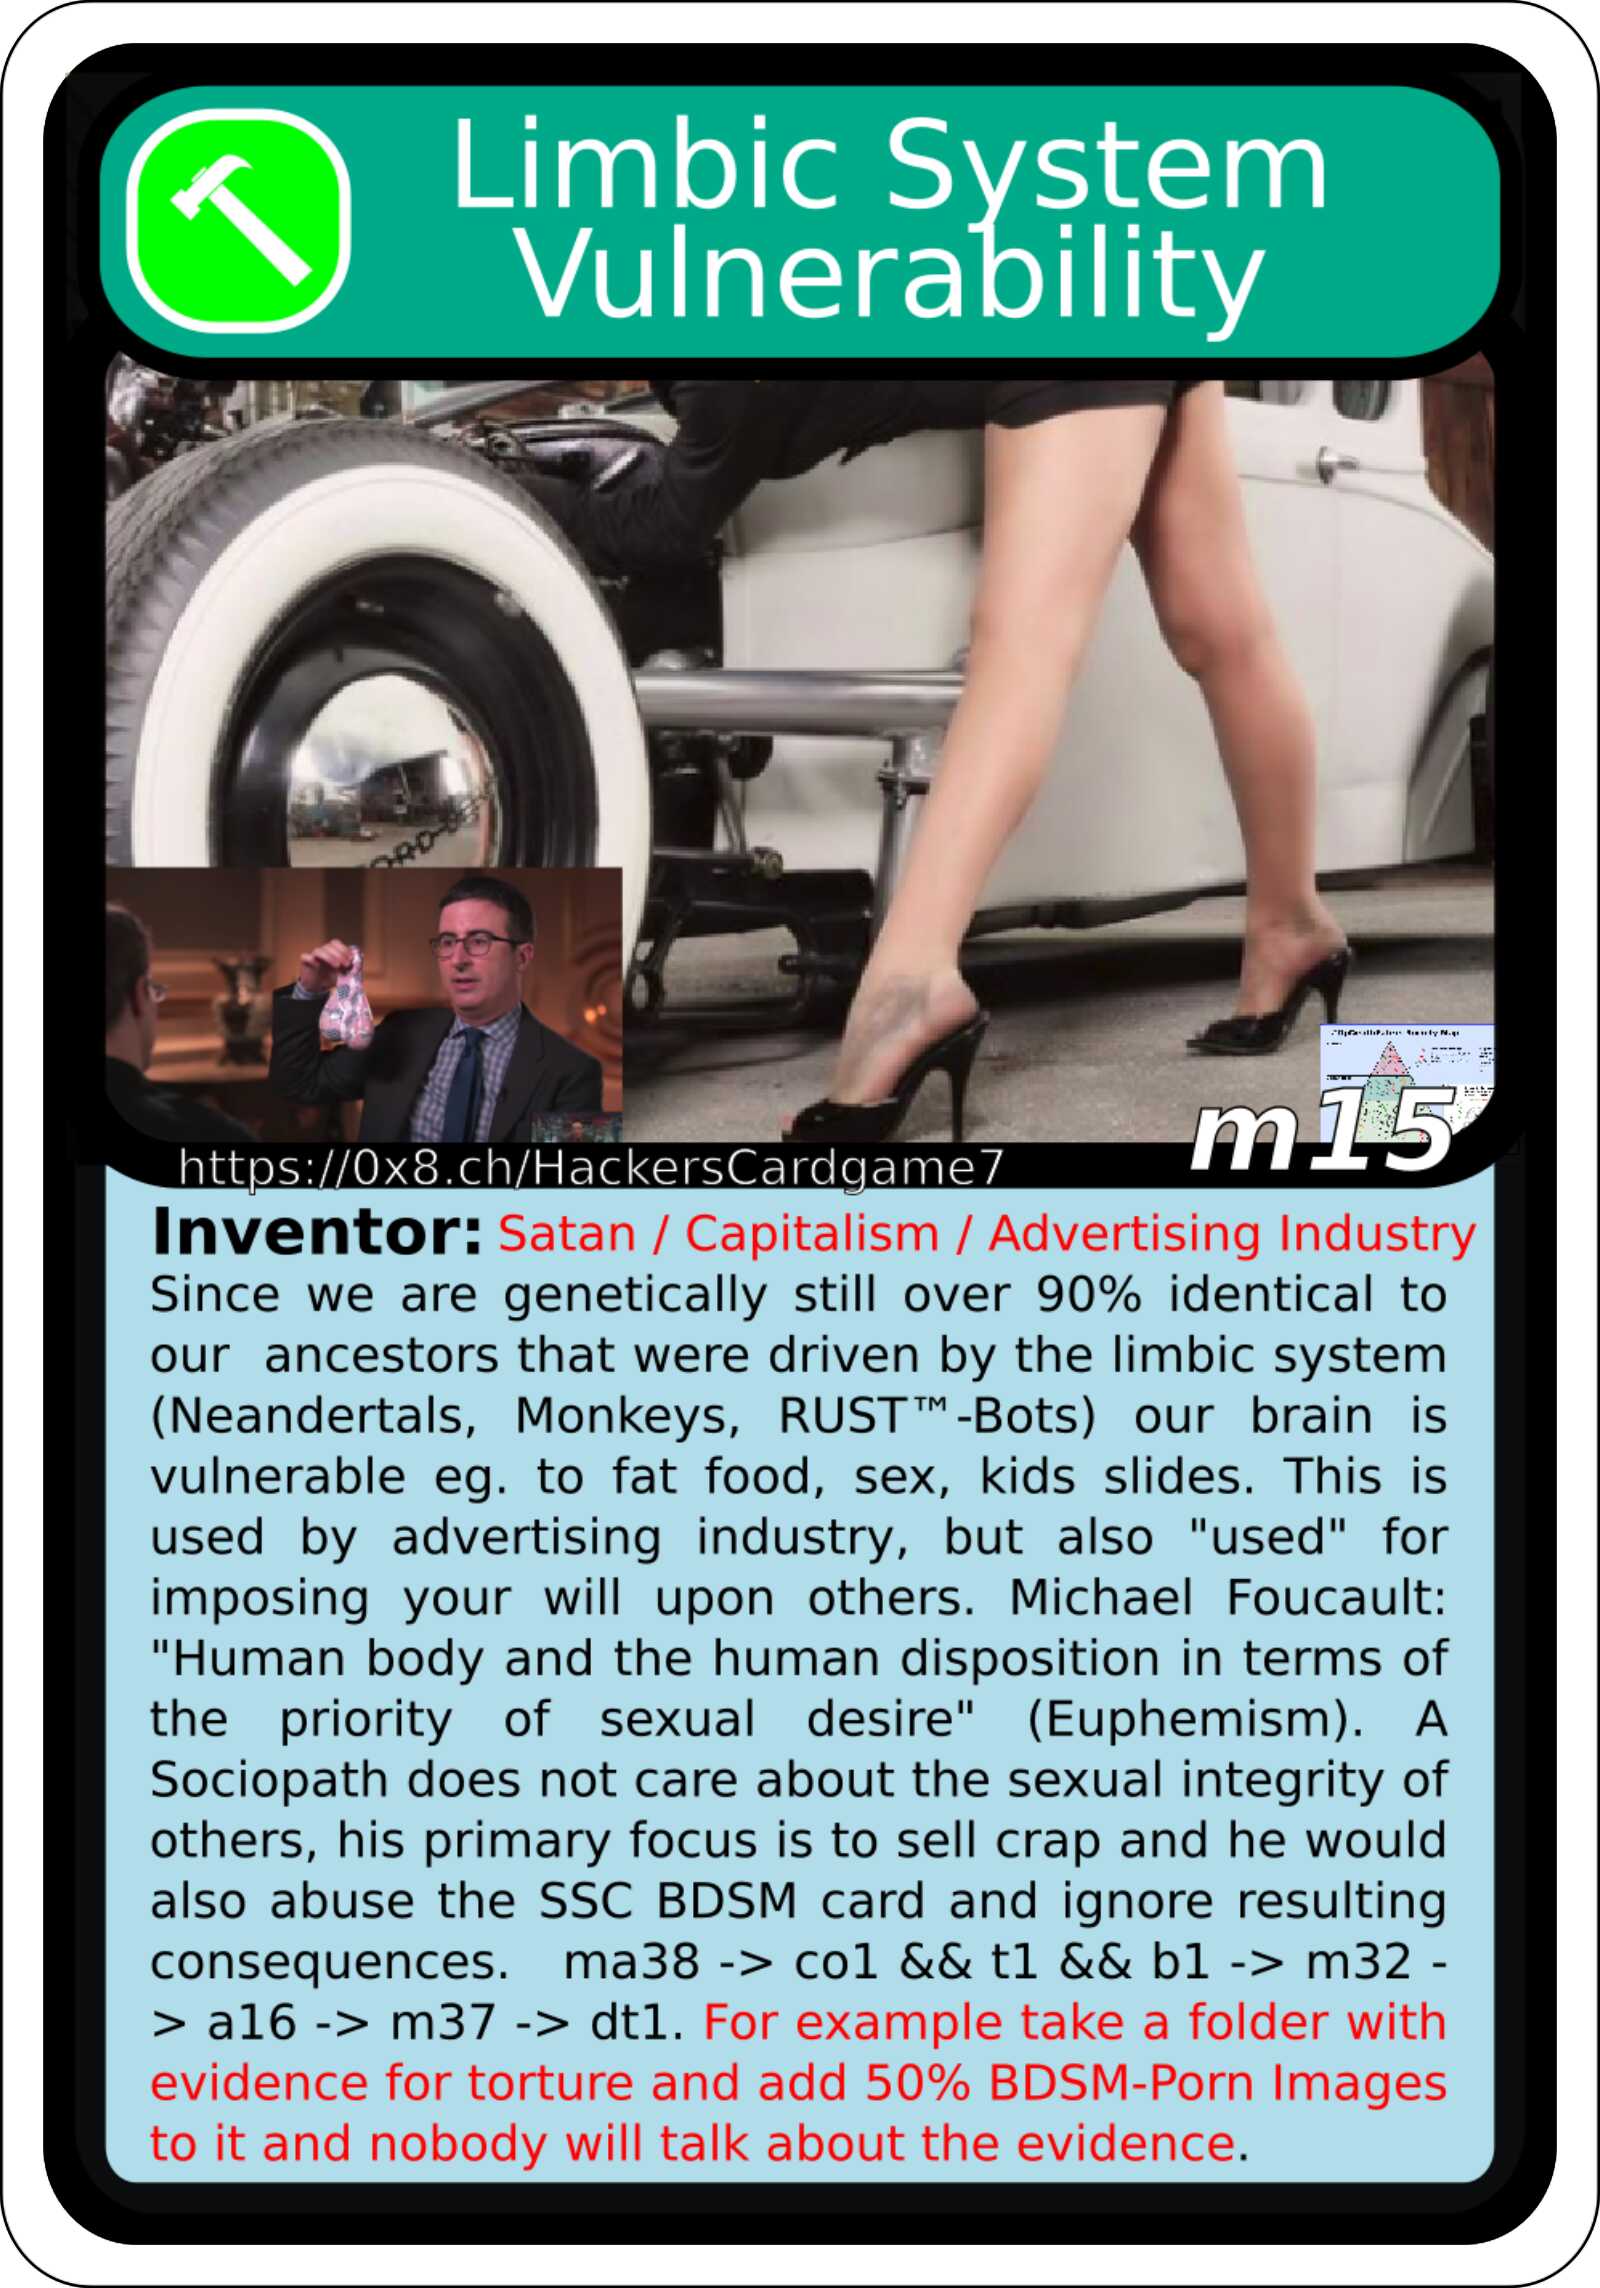 Limbic System
Vulnerability
m15
https://0x8.ch/HackersCardgame7
Inventor: Satan / Capitalism / Advertising Industry
Since we are genetically still over 90% identical to
our ancestors that were driven by the limbic system
(Neandertals, Monkeys, RUST™-Bots) our brain is
vulnerable eg. to fat food, sex, kids slides. This is
used by advertising industry, but also "used" for
imposing your will upon others. Michael Foucault:
"Human body and the human disposition in terms of
the priority of sexual desire" (Euphemism). A
Sociopath does not care about the sexual integrity of
others, his primary focus is to sell crap and he would
also abuse the SSC BDSM card and ignore resulting
consequences. ma38 -> co1 && t1 && b1 -> m32 -
> a16 -> m37 -> dt1. For example take a folder with
evidence for torture and add 50% BDSM-Porn Images
to it and nobody will talk about the evidence.